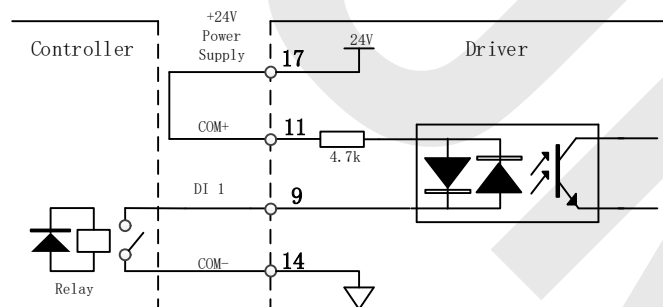 +24V
Power
Supply
Controller
24V
Driver
17
COM+
11
4.7k
DI 1
9
COM-
14
Relay